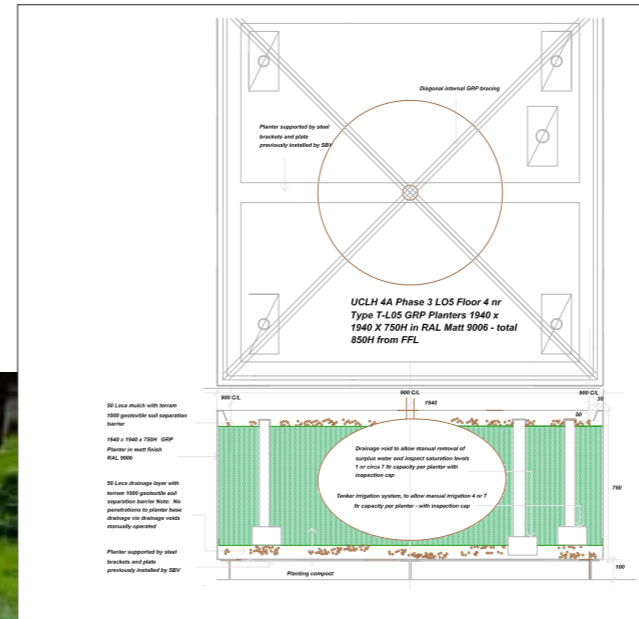 Diagonal internal GRP bracing
Planter supported by steel
brackets and plate
previously installed by SBV
UCLH 4A Phase 3 LO5 Floor 4 nr
Type T-L05 GRP Planters 1940 x
1940 X 750H in RAL Matt 9006 - total
850H from FFL
900 C/L
900 C/L
900 C/L
30
1940
50
50 Leca mulch with terram
1000 geotextile soil separation
barrier
1940 x 1940 x 750H GRP
Planter in matt finish
RAL 9006
50 Leca drainage layer with
terram 1000 geotextile soil
separation barrier Note: No
penetrations to planter base
drainage via drainage voids
manually operated
Planter supported by steel
brackets and plate
previously installed by SBV
Drainage void to allow manual removal of
surplus water and inspect saturation levels
1 nr circa 7 ltr capacity per planter with
inspection cap
Tanker irrigation system, to allow manual irrigation 4 nr 7
ltr capacity per planter - with inspection cap
750
100
Planting compost